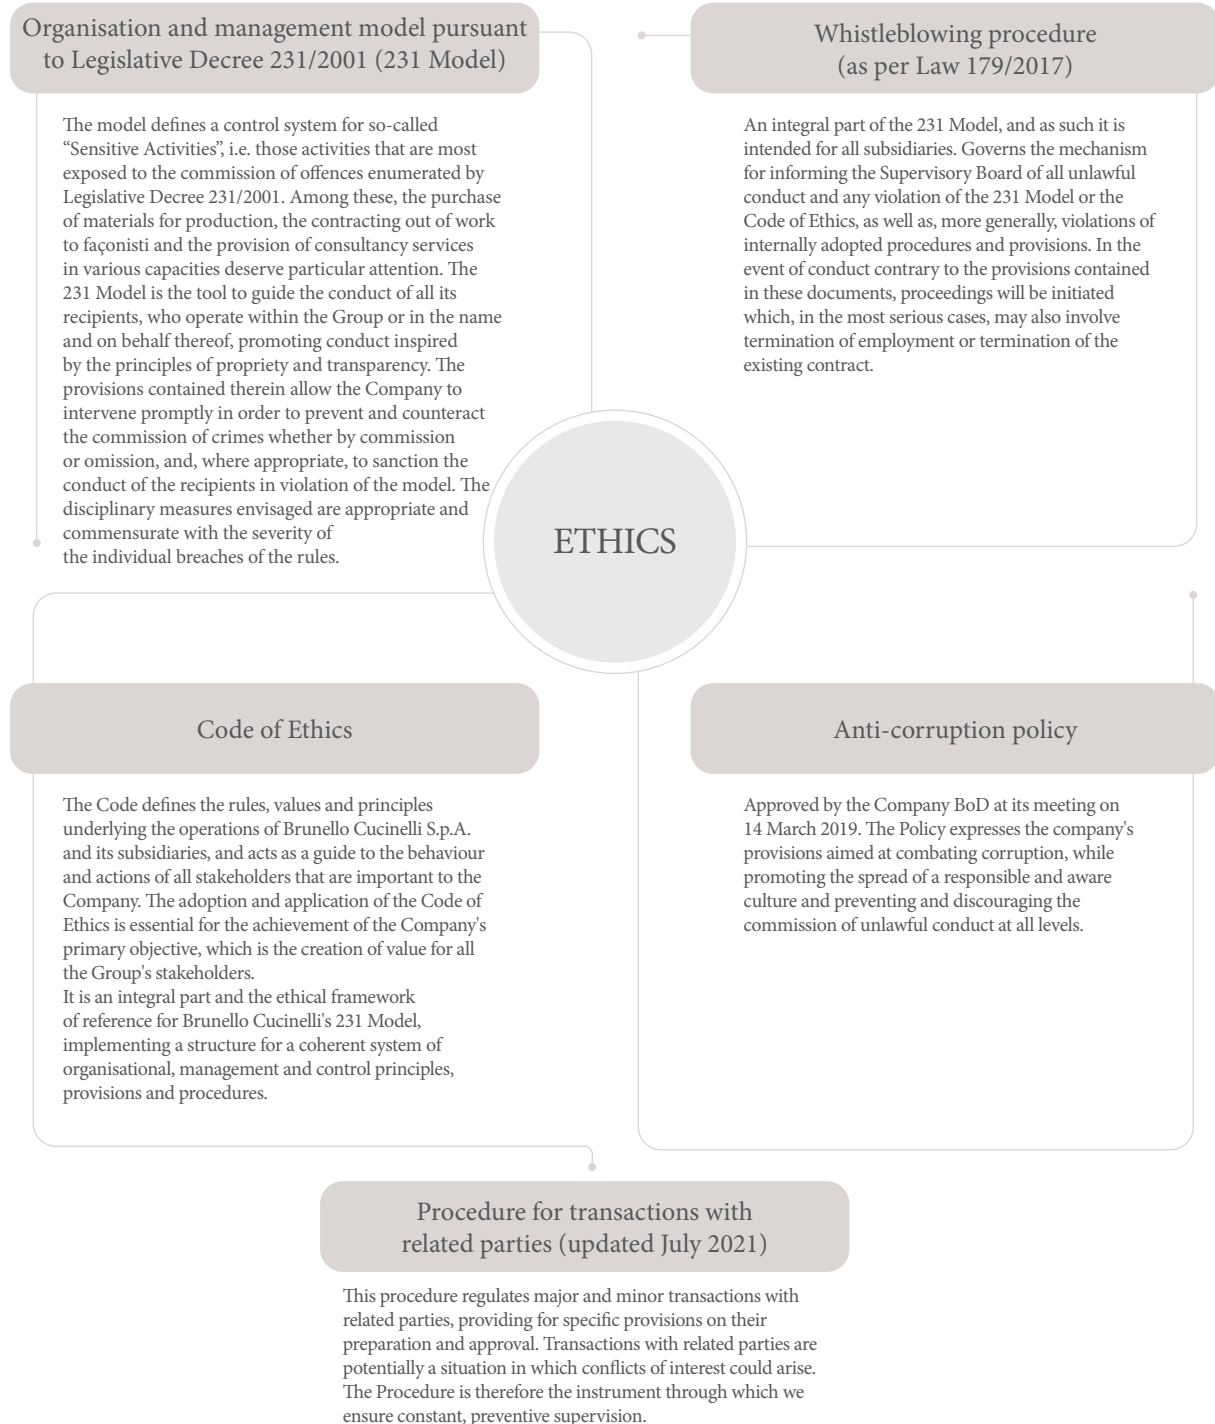 Organisation and management model pursuant
to Legislative Decree 231/2001 (231 Model)
The model defines a control system for so-called
“Sensitive Activities”, i.e. those activities that are most
exposed to the commission of offences enumerated by
Legislative Decree 231/2001. Among these, the purchase
of materials for production, the contracting out of work
to façonisti and the provision of consultancy services
in various capacities deserve particular attention. The
231 Model is the tool to guide the conduct of all its
recipients, who operate within the Group or in the name
and on behalf thereof, promoting conduct inspired
by the principles of propriety and transparency. The
provisions contained therein allow the Company to
intervene promptly in order to prevent and counteract
the commission of crimes whether by commission
or omission, and, where appropriate, to sanction the
conduct of the recipients in violation of the model. The
disciplinary measures envisaged are appropriate and
commensurate with the severity of
the individual breaches of the rules.
Whistleblowing procedure
(as per Law 179/2017)
An integral part of the 231 Model, and as such it is
intended for all subsidiaries. Governs the mechanism
for informing the Supervisory Board of all unlawful
conduct and any violation of the 231 Model or the
Code of Ethics, as well as, more generally, violations of
internally adopted procedures and provisions. In the
event of conduct contrary to the provisions contained
in these documents, proceedings will be initiated
which, in the most serious cases, may also involve
termination of employment or termination of the
existing contract.
ETHICS
Code of Ethics
The Code defines the rules, values and principles
underlying the operations of Brunello Cucinelli S.p.A.
and its subsidiaries, and acts as a guide to the behaviour
and actions of all stakeholders that are important to the
Company. The adoption and application of the Code of
Ethics is essential for the achievement of the Company's
primary objective, which is the creation of value for all
the Group's stakeholders.
It is an integral part and the ethical framework
of reference for Brunello Cucinelli's 231 Model,
implementing a structure for a coherent system of
organisational, management and control principles,
provisions and procedures.
Anti-corruption policy
Approved by the Company BoD at its meeting on
14 March 2019. The Policy expresses the company's
provisions aimed at combating corruption, while
promoting the spread of a responsible and aware
culture and preventing and discouraging the
commission of unlawful conduct at all levels.
Procedure for transactions with
related parties (updated July 2021)
This procedure regulates major and minor transactions with
related parties, providing for specific provisions on their
preparation and approval. Transactions with related parties are
potentially a situation in which conflicts of interest could arise.
The Procedure is therefore the instrument through which we
ensure constant, preventive supervision.